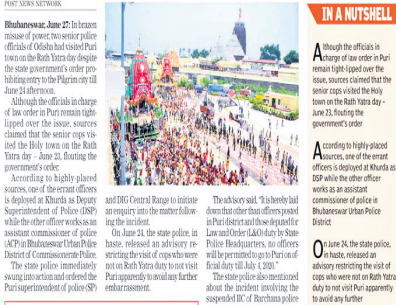 POST NEWS NETWORK
Bhubaneswar, June 27: In brazen
misuse of power, two senior police
officials of Odisha had visited Puri
town on the Rath Yatra day despite
the state government's order pro-
hibiting entry to the Pilgrim city till
June 24 afternoon.
Although the officials in charge
of law order in Puri remain tight-
lipped over the issue, sources
claimed that the senior cops vis-
ited the Holy town on the Rath
Yatra day – June 23, flouting the
government's order.
According to highly-placed
sources, one of the errant officers
is deployed at Khurda as Deputy
Superintendent of Police (DSP)
while the other officer works as an
assistant commissioner of police
(ACP) in Bhubaneswar Urban Police
District of Commissionerate Police.
The state police immediately
swung into action and ordered the
Puri superintendent of police (SP)
and DIG Central Range to initiate
an enquiry into the matter follow-
ing the incident.
On June 24, the state police, in
haste, released an advisory re-
stricting the visit of cops who were
not on Rath Yatra duty to not visit
Puri apparently to avoid any further
embarrassment.
The advisory said, "It is hereby laid
down that other than officers posted
in Puri district and those deputed for
Law and Order (L&O) duty by State
Police Headquarters, no officers
will be permitted to go to Puri on of-
ficial duty till July 4, 2020."
The state police also mentioned
about the incident involving the
suspended IIC of Barchana police
IN A NUTSHELL
Although the officials in
charge of law order in Puri
remain tight-lipped over the
issue, sources claimed that the
senior cops visited the Holy
town on the Rath Yatra day –
June 23, flouting the
government's order
According to highly-placed
sources, one of the errant
officers is deployed at Khurda as
DSP while the other officer
works as an assistant
commissioner of police in
Bhubaneswar Urban Police
District
On June 24, the state police,
in haste, released an
advisory restricting the visit of
cops who were not on Rath Yatra
duty to not visit Puri apparently
to avoid any further